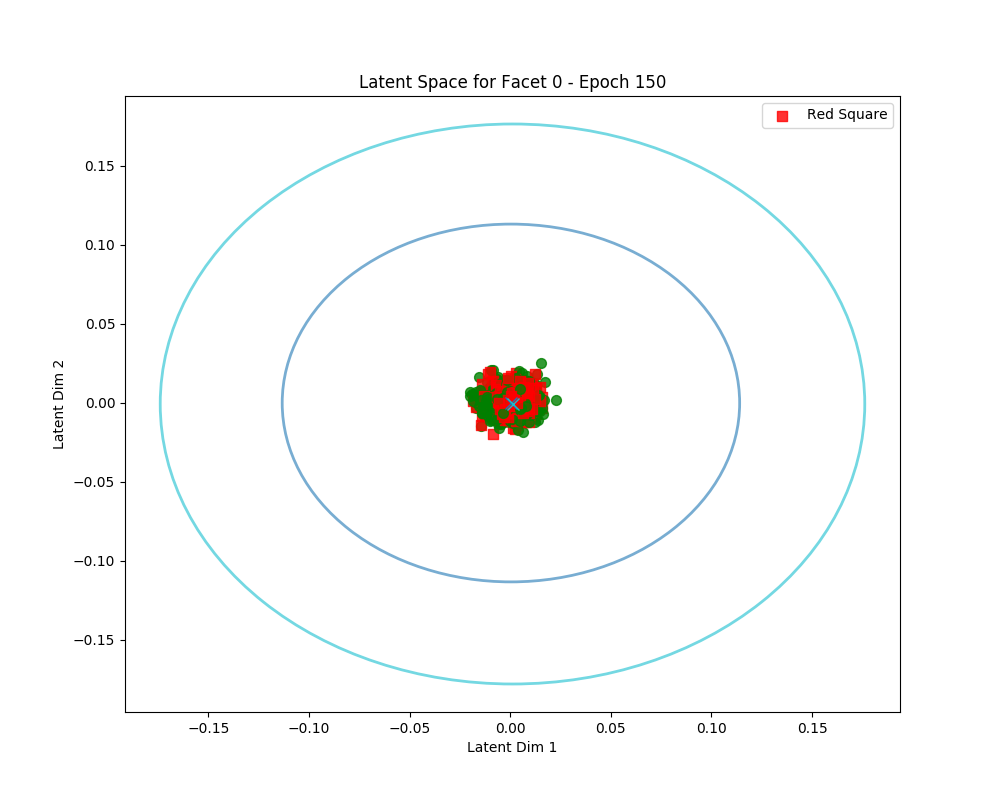 Latent Space for Facet 0 - Epoch 150
Red Square
0.15
0.10
0.05
0.00
−0.05
−0.10
−0.15
Latent Dim 2
−0.15 −0.10 −0.05 0.00 0.05 0.10 0.15
Latent Dim 1